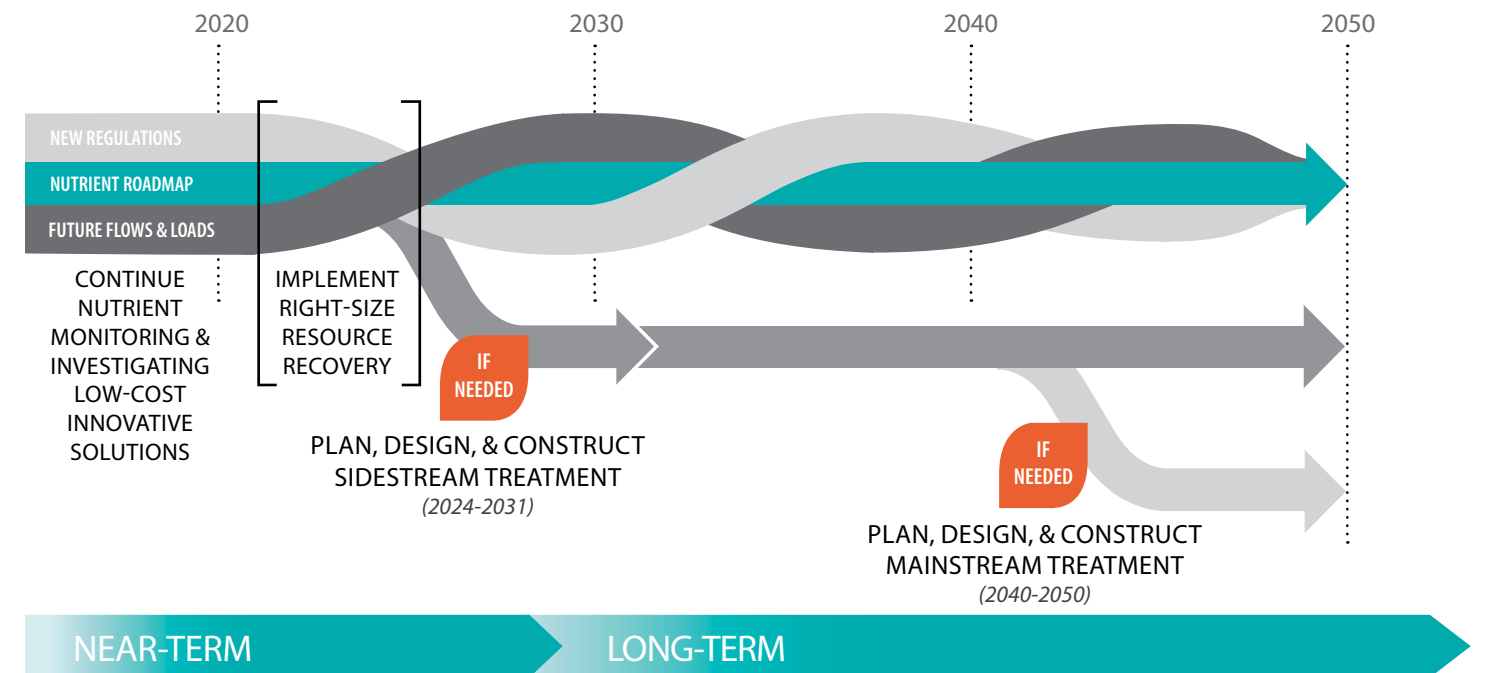 2020
2030
2040
2050
NEW REGULATIONS
NUTRIENT ROADMAP
FUTURE FLOWS & LOADS
CONTINUE
NUTRIENT
MONITORING &
INVESTIGATING
LOW-COST
INNOVATIVE
SOLUTIONS
IMPLEMENT
RIGHT-SIZE
RESOURCE
RECOVERY
IF
NEEDED
PLAN, DESIGN, & CONSTRUCT
SIDESTREAM TREATMENT
(2024-2031)
IF
NEEDED
PLAN, DESIGN, & CONSTRUCT
MAINSTREAM TREATMENT
(2040-2050)
NEAR-TERM
LONG-TERM